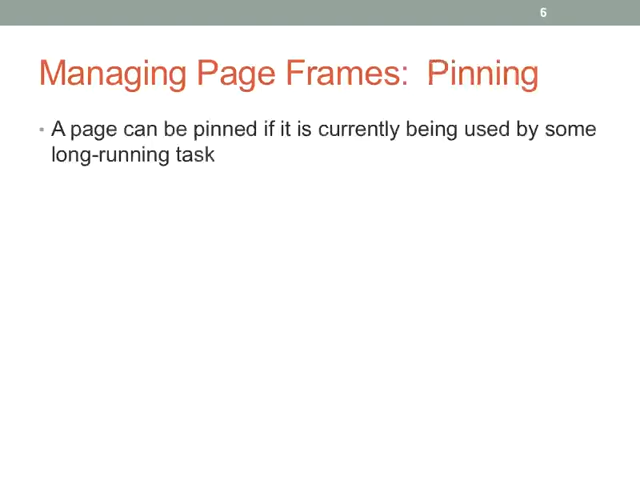 6
Managing Page Frames:  Pinning
• A page can be pinned if it is currently being used by some
long-running task